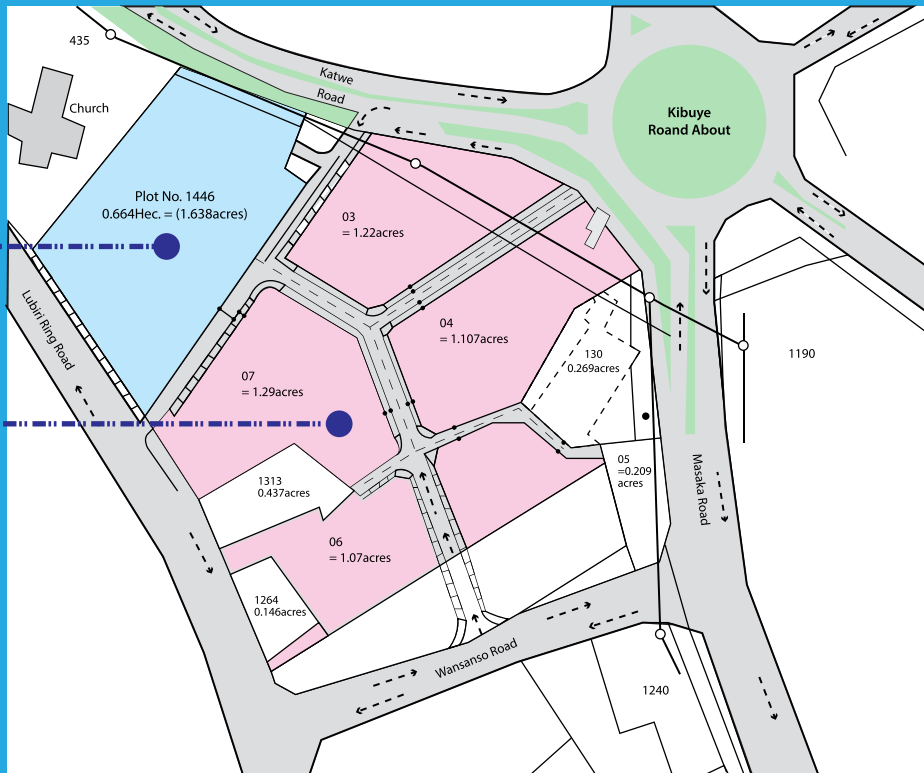 435
Katwe
Road
Church
Kibuye
Roand About
Plot No. 1446
0.664Hec. = (1.638acres)
03
= 1.22acres
Lubiri Ring Road
04
= 1.107acres
130
0.269acres
1190
07
= 1.29acres
05
=0.209
acres
1313
0.437acres
Masaka Road
06
= 1.07acres
1264
0.146acres
Wansanso Road
1240